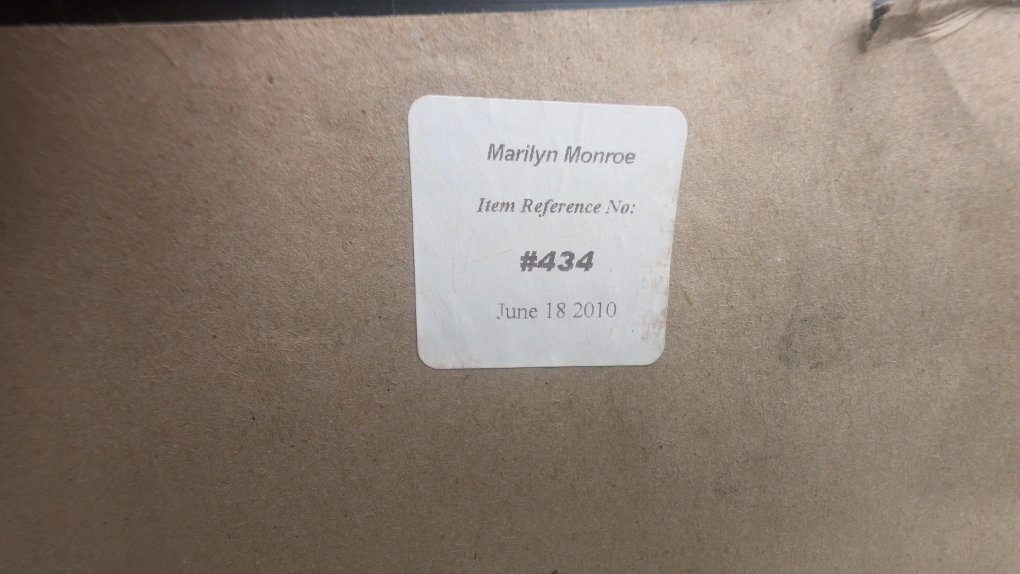 Marilyn Monroe
Item Reference No:
#434
June 18 2010